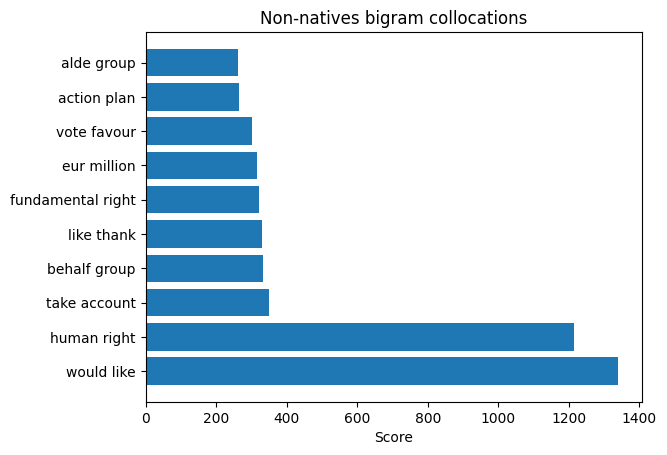 Non-natives bigram collocations
alde group
action plan
vote favour
eur million
fundamental right
like thank
behalf group
take account
human right
would like
0 200 400 600 800 1000 1200 1400
Score